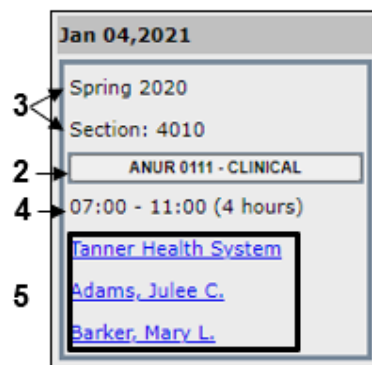 Jan 04,2021
3
Spring 2020
Section: 4010
2
ANUR 0111 - CLINICAL
4
07:00 - 11:00 (4 hours)
5
Tanner Health System
Adams, Julee C.
Barker, Mary L.